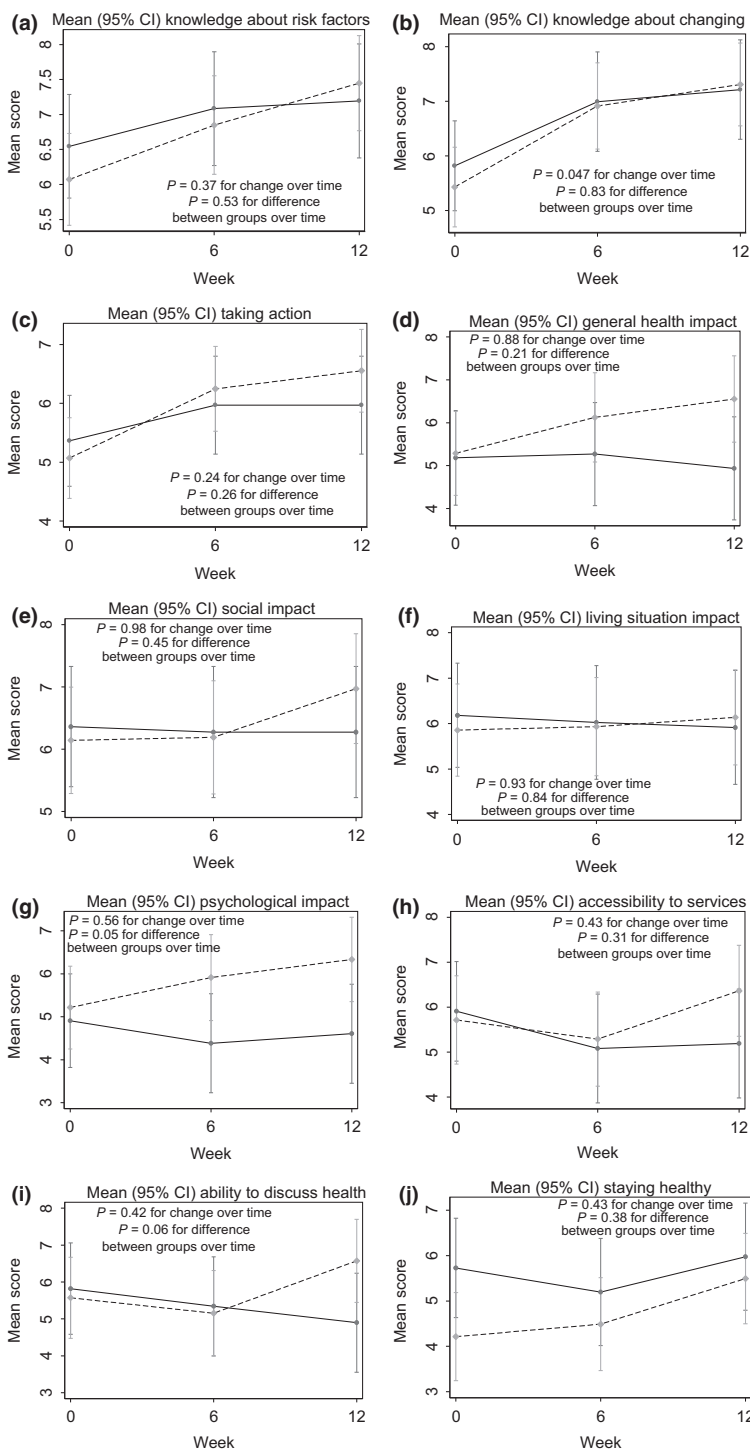 (a) Mean (95% CI) knowledge about risk factors
Mean score
8
7.5
7
6.5
6
5.5
P = 0.37 for change over time
P = 0.53 for difference
between groups over time
0 6 12
Week
(b) Mean (95% CI) knowledge about changing
Mean score
8
7
6
5
P = 0.047 for change over time
P = 0.83 for difference
between groups over time
0 6 12
Week
(c) Mean (95% CI) taking action
Mean score
7
6
5
4
P = 0.24 for change over time
P = 0.26 for difference
between groups over time
0 6 12
Week
(d) Mean (95% CI) general health impact
P = 0.88 for change over time
P = 0.21 for difference
between groups over time
Mean score
8
7
6
5
4
0 6 12
Week
(e) Mean (95% CI) social impact
P = 0.98 for change over time
P = 0.45 for difference
between groups over time
Mean score
8
7
6
5
0 6 12
Week
(f) Mean (95% CI) living situation impact
Mean score
8
7
6
5
4
P = 0.93 for change over time
P = 0.84 for difference
between groups over time
0 6 12
Week
(g) Mean (95% CI) psychological impact
P = 0.56 for change over time
P = 0.05 for difference
between groups over time
Mean score
7
6
5
4
3
0 6 12
Week
(h) Mean (95% CI) accessibility to services
P = 0.43 for change over time
P = 0.31 for difference
between groups over time
Mean score
8
7
6
5
4
0 6 12
Week
(i) Mean (95% CI) ability to discuss health
P = 0.42 for change over time
P = 0.06 for difference
between groups over time
Mean score
8
7
6
5
4
3
0 6 12
Week
(j) Mean (95% CI) staying healthy
P = 0.43 for change over time
P = 0.38 for difference
between groups over time
Mean score
7
6
5
4
3
0 6 12
Week